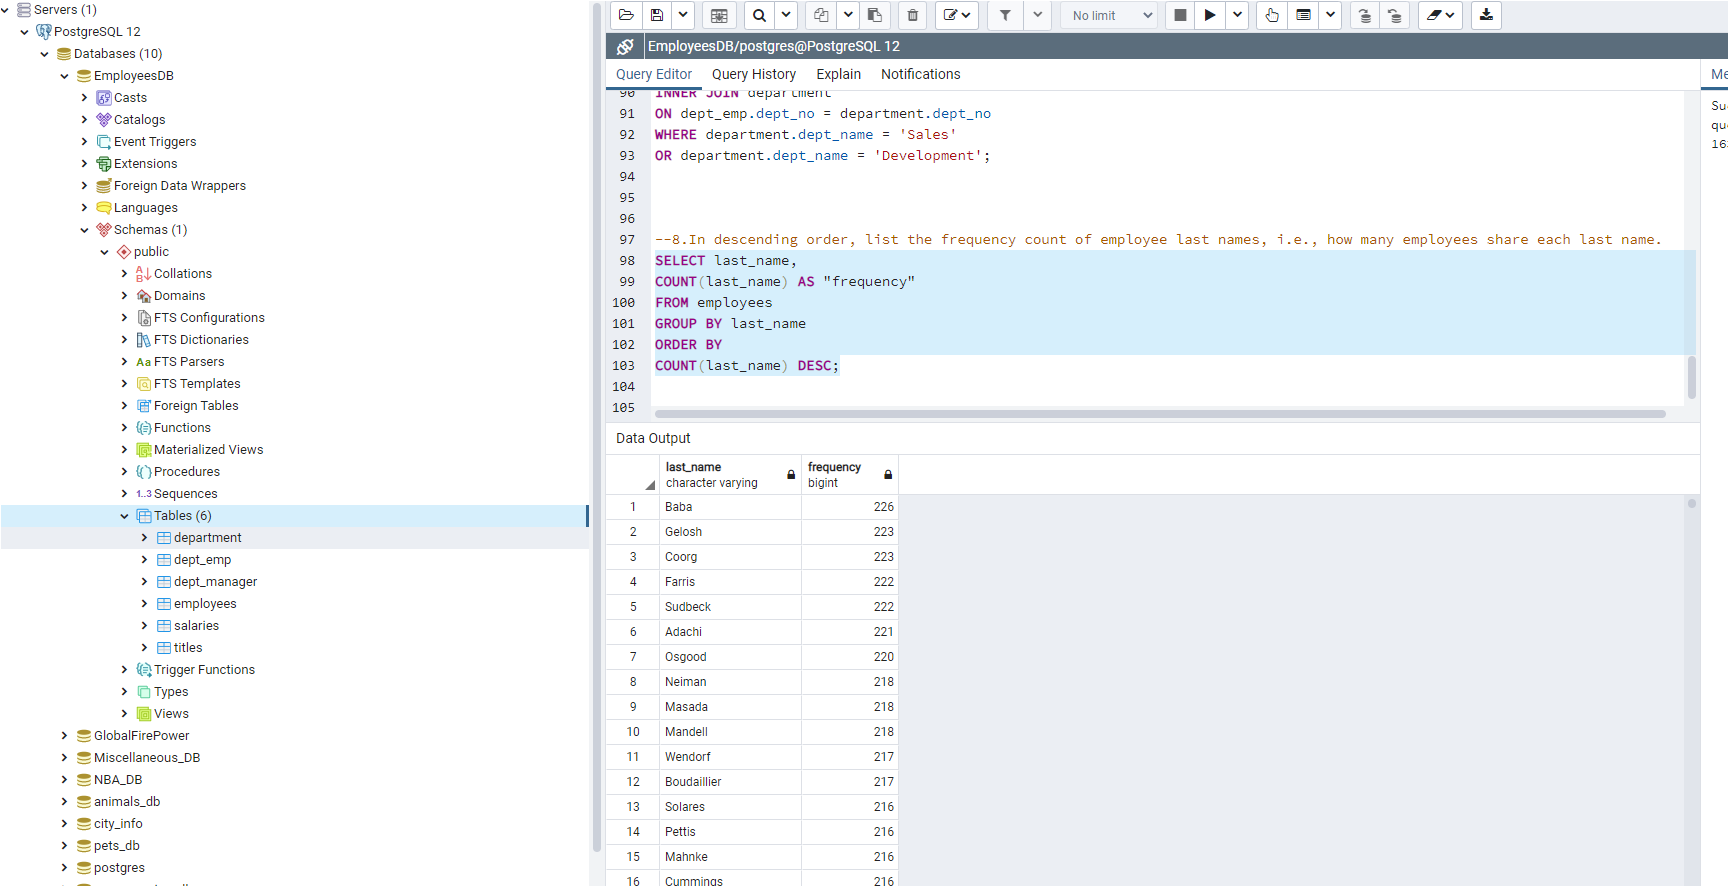 Servers (1)
PostgreSQL 12
Databases (10)
EmployeesDB
Casts
Catalogs
Event Triggers
Extensions
Foreign Data Wrappers
Languages
Schemas (1)
public
Collations
Domains
FTS Configurations
FTS Dictionaries
Aa FTS Parsers
FTS Templates
Foreign Tables
Functions
Materialized Views
Procedures
1..3 Sequences
Tables (6)
department
dept_emp
dept_manager
employees
salaries
titles
Trigger Functions
Types
Views
GlobalFirePower
Miscellaneous_DB
NBA_DB
animals_db
city_info
pets_db
postgres
No limit
EmployeesDB/postgres@PostgreSQL 12
Query Editor Query History Explain Notifications
90 INNER JOIN department
91 ON dept_emp.dept_no = department.dept_no
92 WHERE department.dept_name = 'Sales'
93 OR department.dept_name = 'Development';
94
95
96
97 --8.In descending order, list the frequency count of employee last names, i.e., how many employees share each last name.
98 SELECT last_name,
99 COUNT(last_name) AS "frequency"
100 FROM employees
101 GROUP BY last_name
102 ORDER BY
103 COUNT(last_name) DESC;
104
105
Data Output
last_name frequency
character varying bigint
1 Baba 226
2 Gelosh 223
3 Coorg 223
4 Farris 222
5 Sudbeck 222
6 Adachi 221
7 Osgood 220
8 Neiman 218
9 Masada 218
10 Mandell 218
11 Wendorf 217
12 Boudaillier 217
13 Solares 216
14 Pettis 216
15 Mahnke 216
16 Cummings 216
Me
Su
qu
16